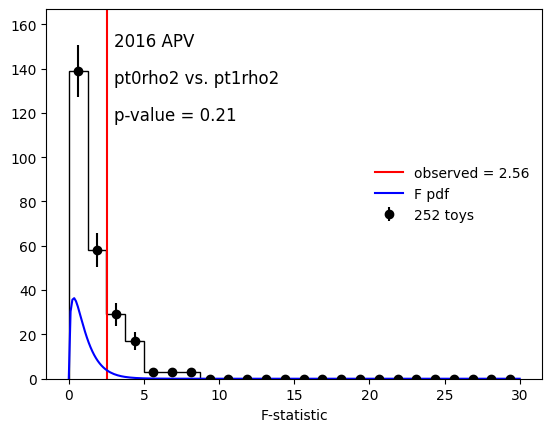 160
140
120
100
80
60
40
20
0
2016 APV
pt0rho2 vs. pt1rho2
p-value = 0.21
observed = 2.56
F pdf
252 toys
0 5 10 15 20 25 30
F-statistic